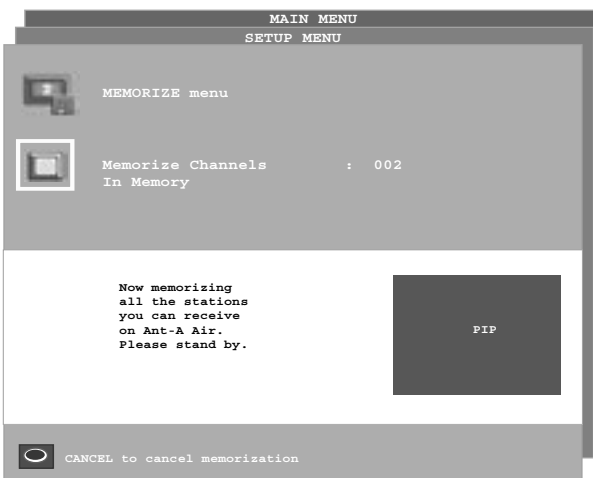 MAIN MENU
SETUP MENU
MEMORIZE menu
Memorize Channels : 002
In Memory
Now memorizing
all the stations
you can receive
on Ant-A Air.
Please stand by.
PIP
CANCEL to cancel memorization